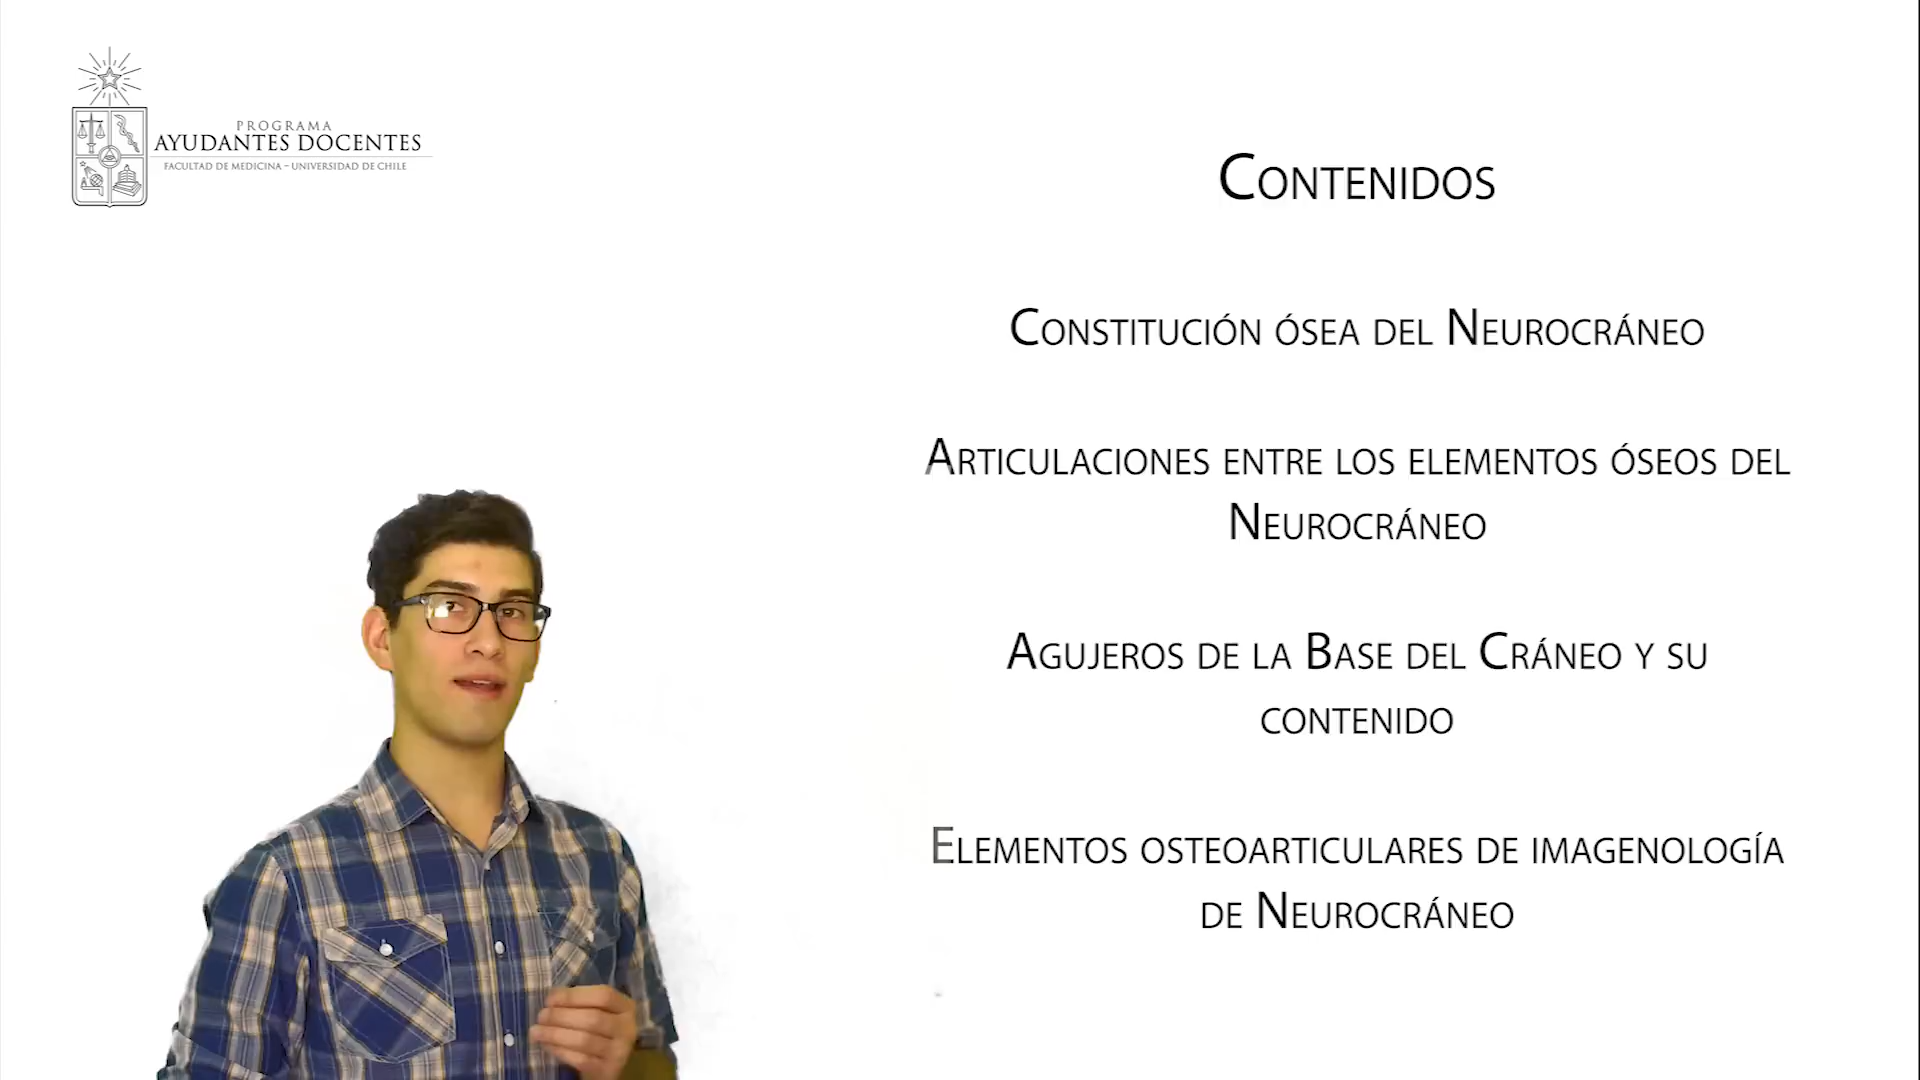 PROGRAMA
AYUDANTES DOCENTES
FACULTAD DE MEDICINA – UNIVERSIDAD DE CHILE
CONTENIDOS
CONSTITUCIÓN ÓSEA DEL NEUROCRÁNEO
ARTICULACIONES ENTRE LOS ELEMENTOS ÓSEOS DEL
NEUROCRÁNEO
AGUJEROS DE LA BASE DEL CRÁNEO Y SU
CONTENIDO
ELEMENTOS OSTEOARTICULARES DE IMAGENOLOGÍA
DE NEUROCRÁNEO